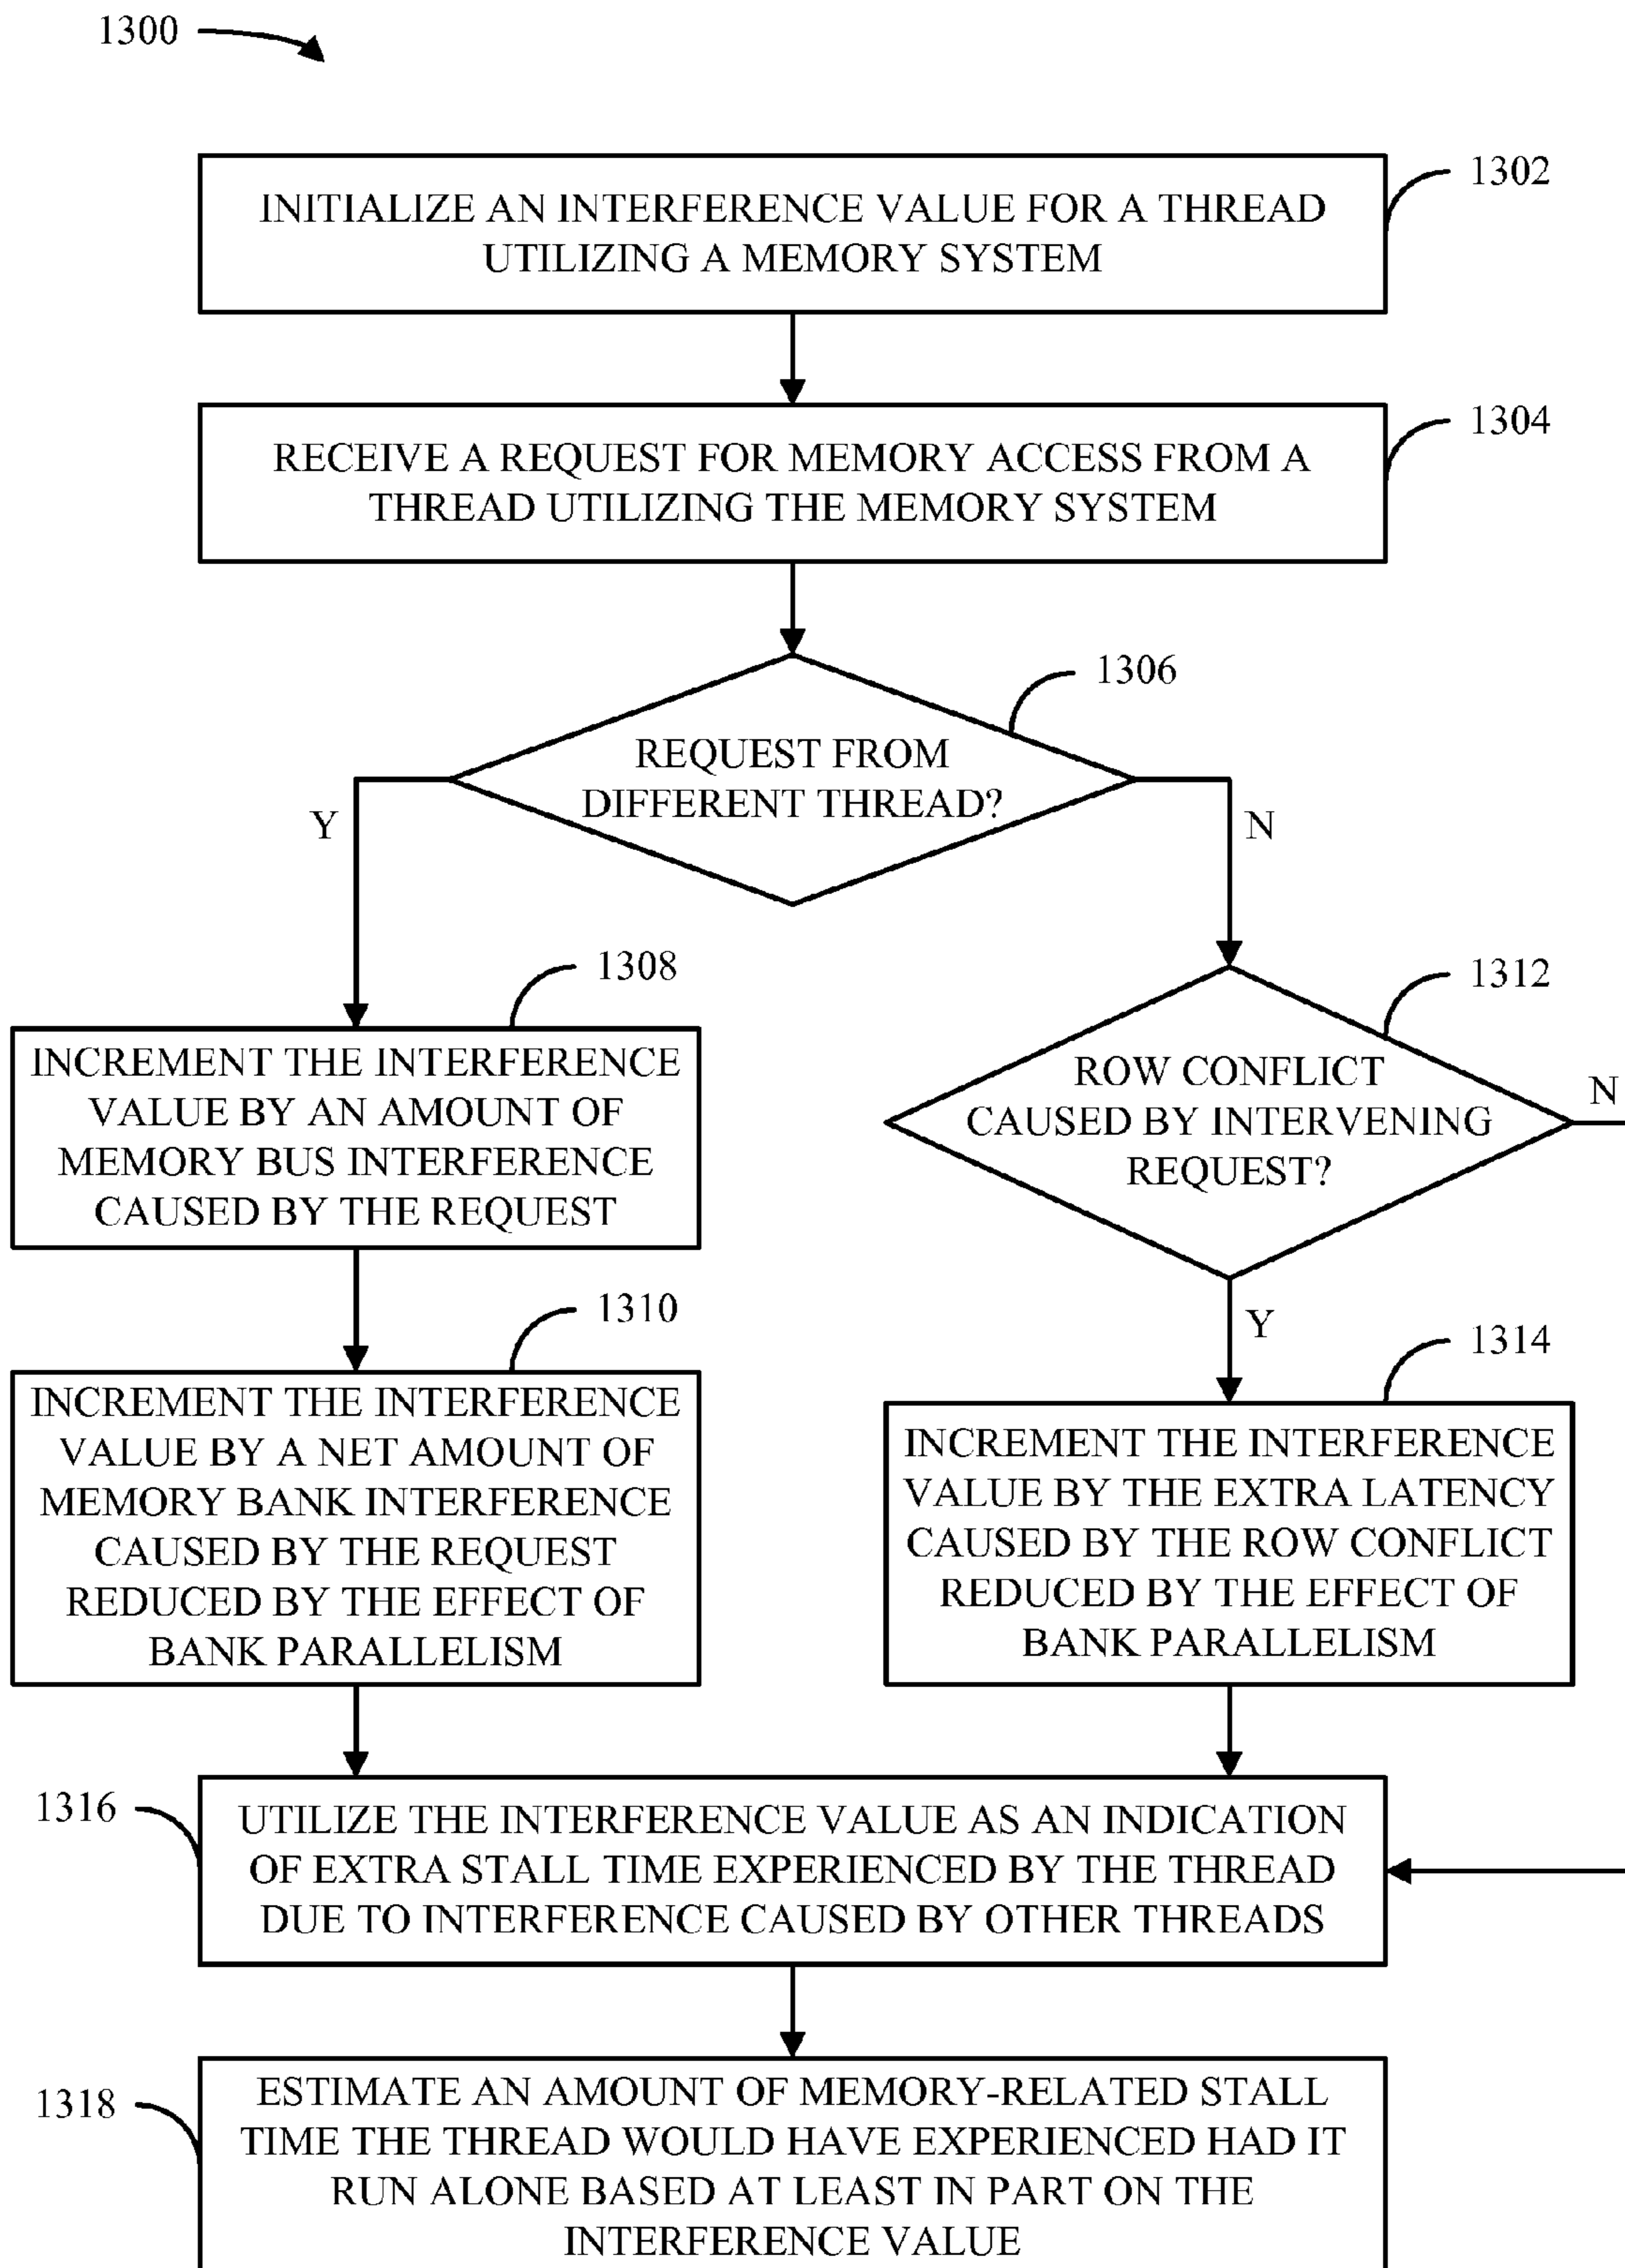 1300
INITIALIZE AN INTERFERENCE VALUE FOR A THREAD
UTILIZING A MEMORY SYSTEM
1302
RECEIVE A REQUEST FOR MEMORY ACCESS FROM A
THREAD UTILIZING THE MEMORY SYSTEM
1304
REQUEST FROM
DIFFERENT THREAD?
1306
Y
N
1308
INCREMENT THE INTERFERENCE
VALUE BY AN AMOUNT OF
MEMORY BUS INTERFERENCE
CAUSED BY THE REQUEST
1310
INCREMENT THE INTERFERENCE
VALUE BY A NET AMOUNT OF
MEMORY BANK INTERFERENCE
CAUSED BY THE REQUEST
REDUCED BY THE EFFECT OF
BANK PARALLELISM
1312
ROW CONFLICT
CAUSED BY INTERVENING
REQUEST?
N
Y
1314
INCREMENT THE INTERFERENCE
VALUE BY THE EXTRA LATENCY
CAUSED BY THE ROW CONFLICT
REDUCED BY THE EFFECT OF
BANK PARALLELISM
1316
UTILIZE THE INTERFERENCE VALUE AS AN INDICATION
OF EXTRA STALL TIME EXPERIENCED BY THE THREAD
DUE TO INTERFERENCE CAUSED BY OTHER THREADS
1318
ESTIMATE AN AMOUNT OF MEMORY-RELATED STALL
TIME THE THREAD WOULD HAVE EXPERIENCED HAD IT
RUN ALONE BASED AT LEAST IN PART ON THE
INTERFERENCE VALUE